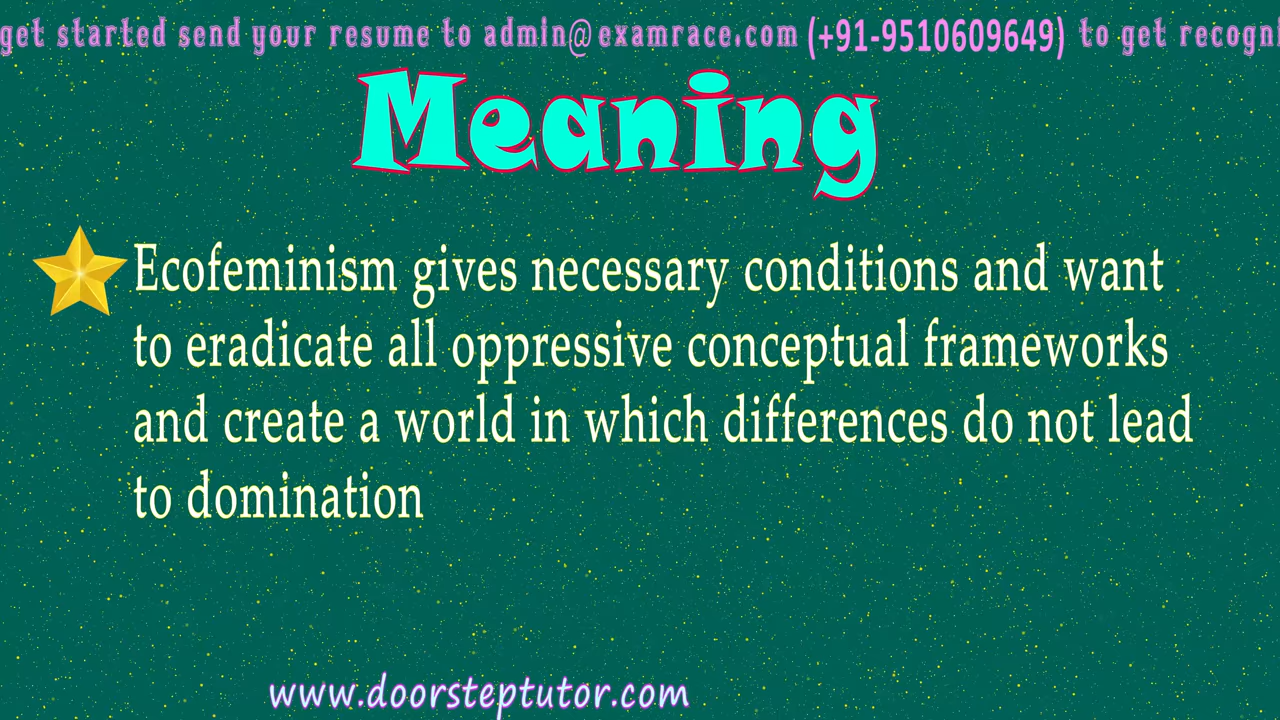 get started send your resume to admin@examrace.com (+91-9510609649) to get
Meaning
Ecofeminism gives necessary conditions and want
to eradicate all oppressive conceptual frameworks
and create a world in which differences do not lead
to domination
www.doorsteptutor.com